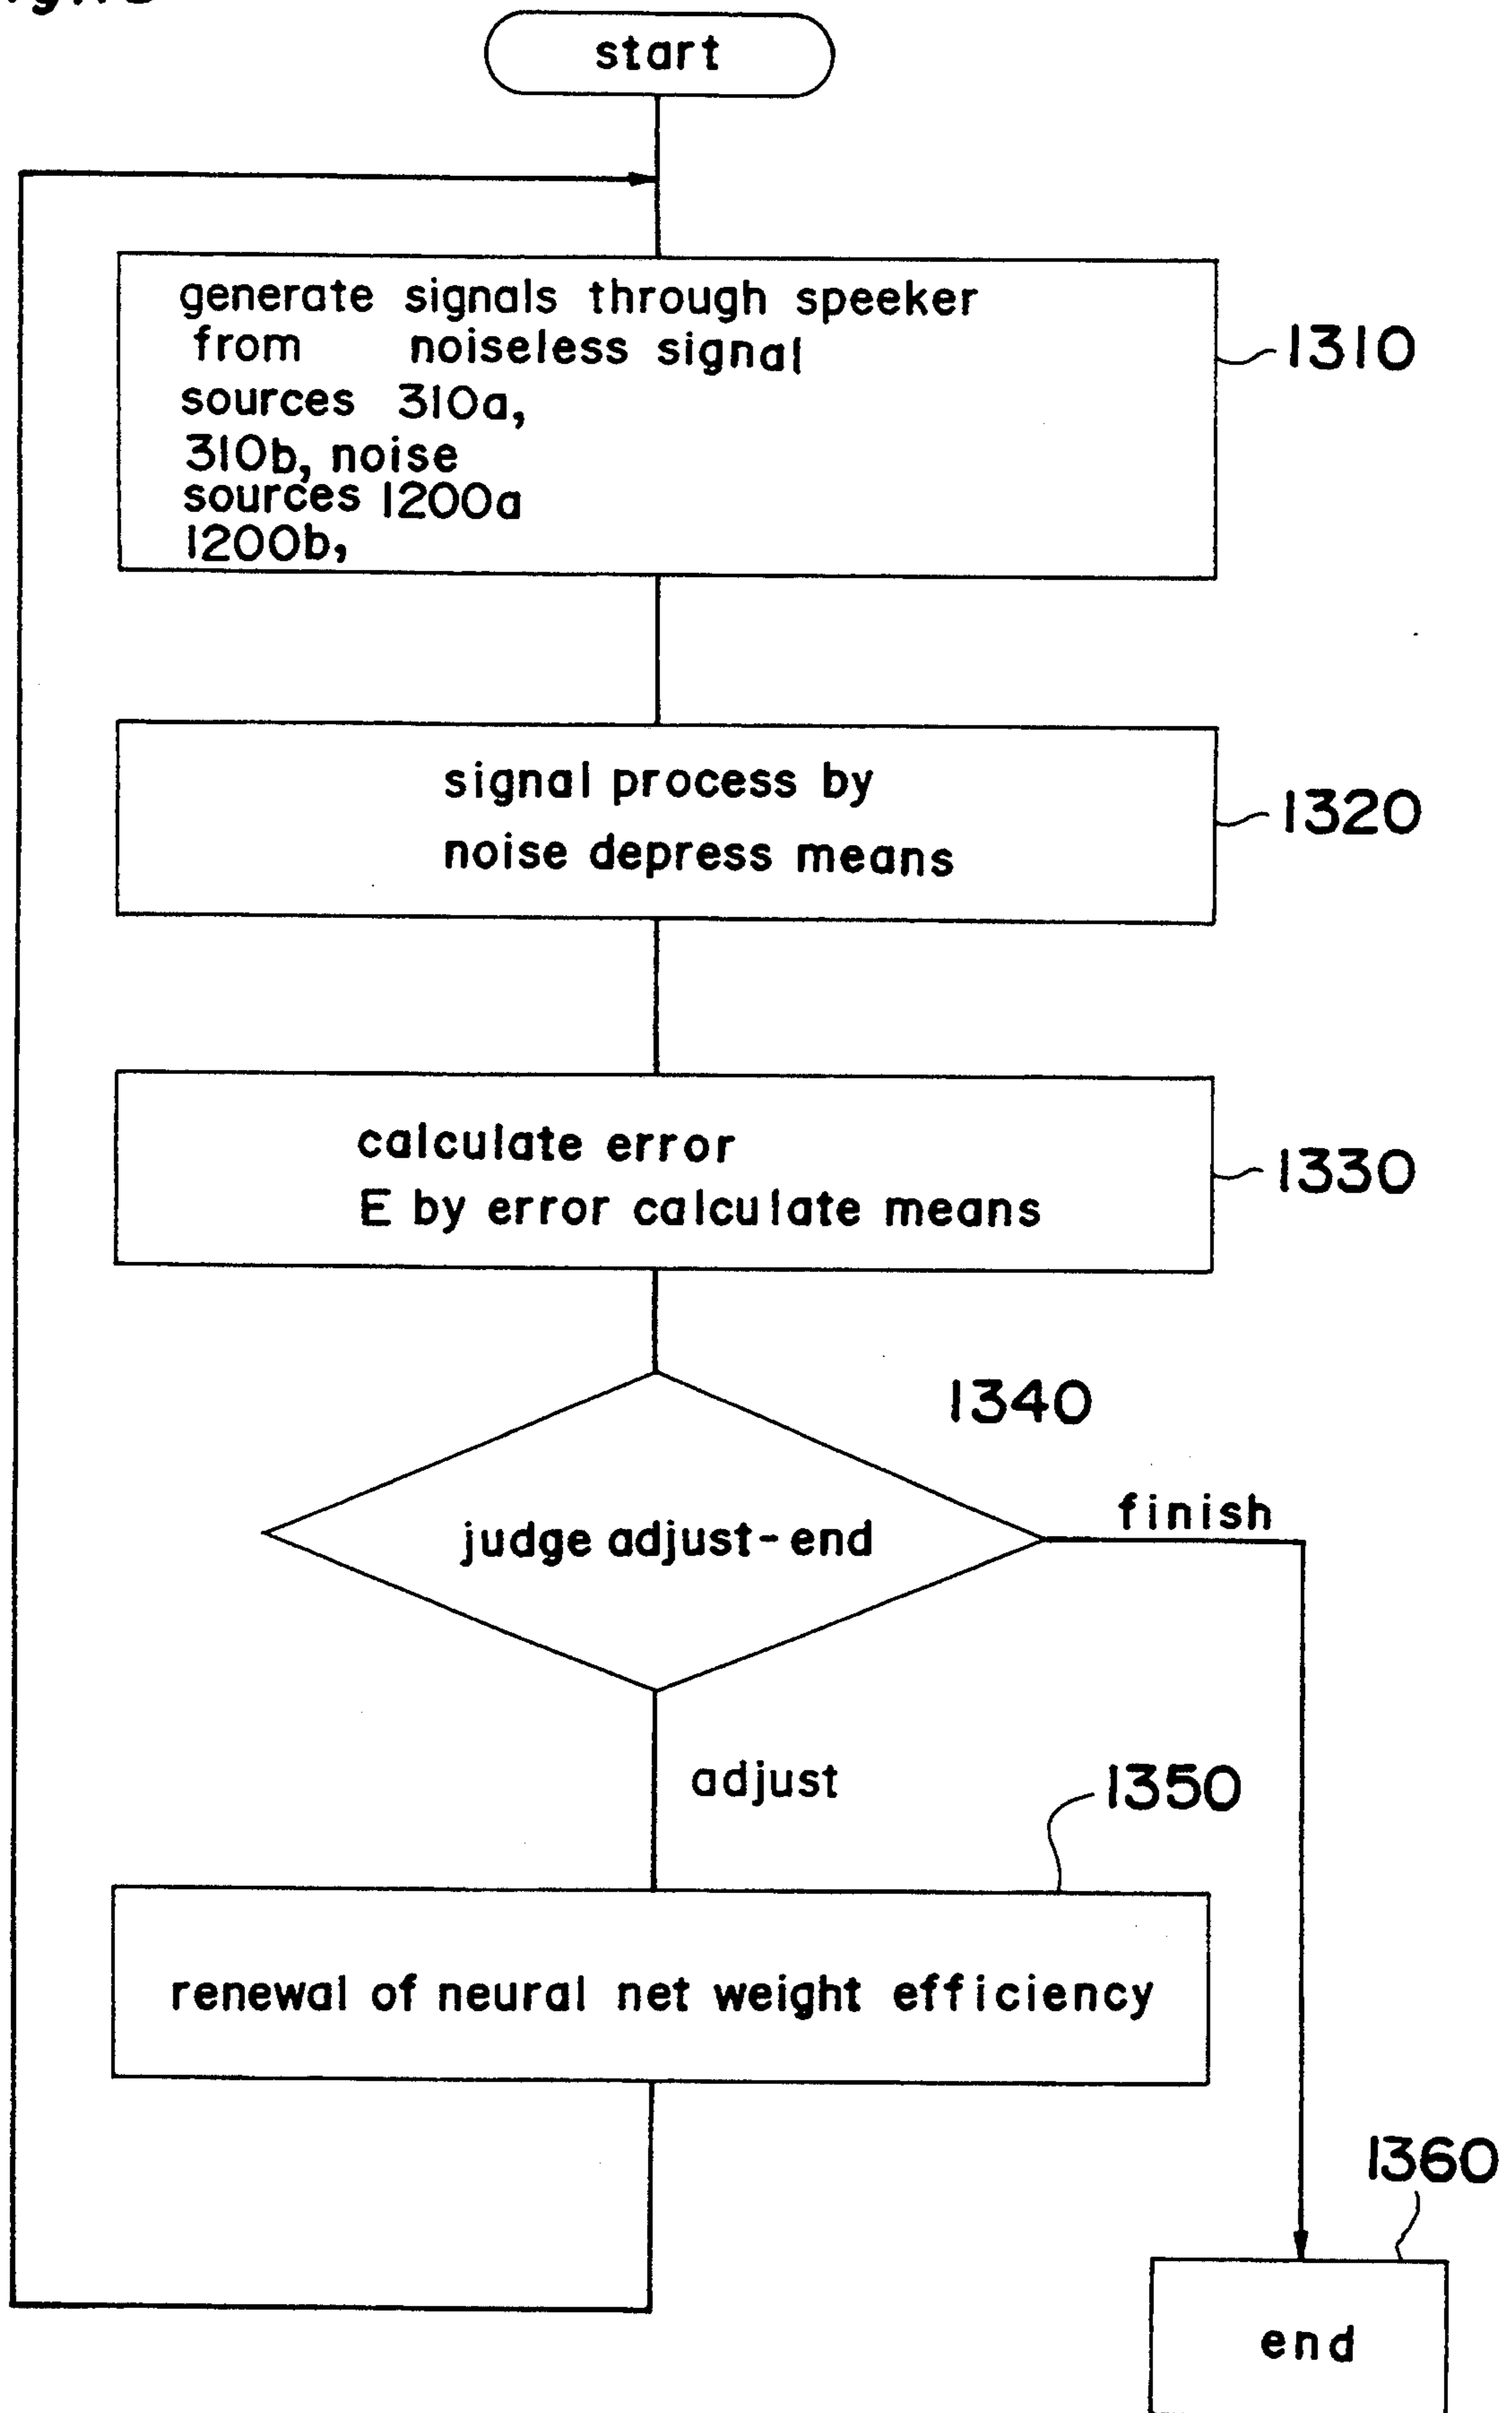 start
generate signals through speeker
from noiseless signal
sources 310a,
310b, noise
sources 1200a
1200b,
1310
signal process by
noise depress means
1320
calculate error
E by error calculate means
1330
1340
judge adjust-end
finish
adjust
1350
renewal of neural net weight efficiency
1360
end